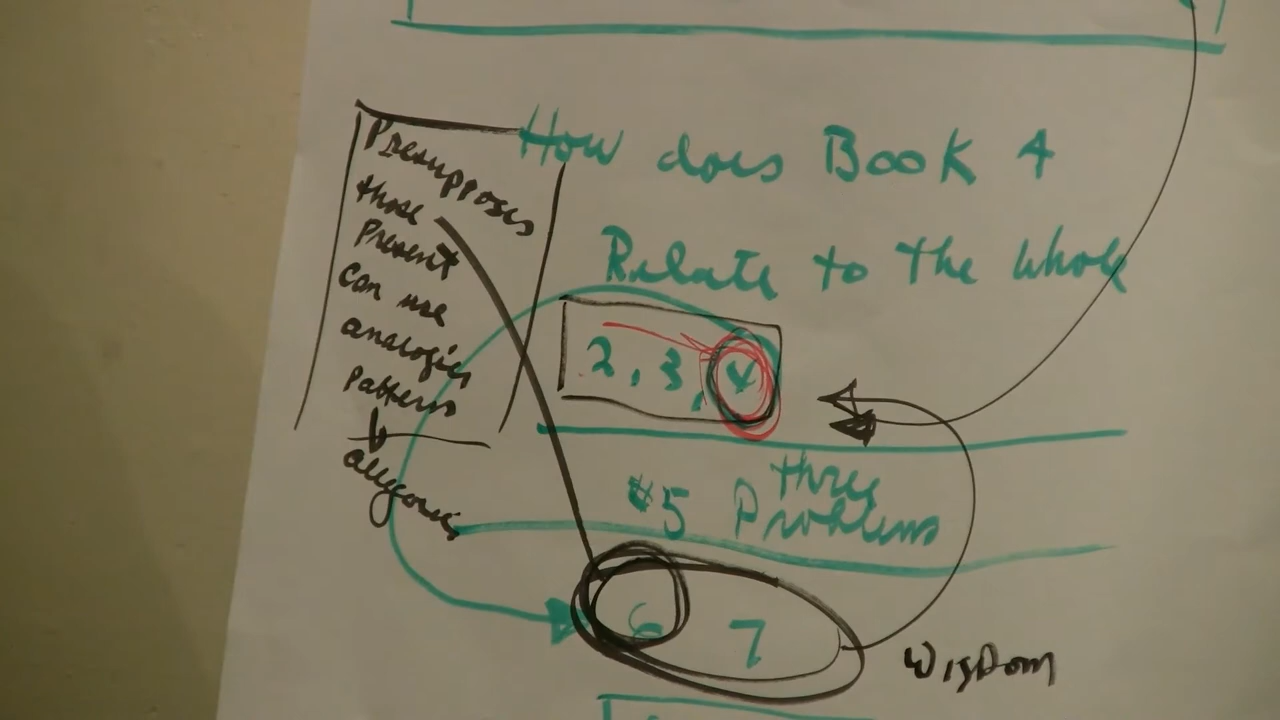 How does Book 4
Relate to the whole
Presupposes
those
Present
can use
analogies
patterns
allegories
2, 3, 4
#5 three
Problems
6 7
Wisdom